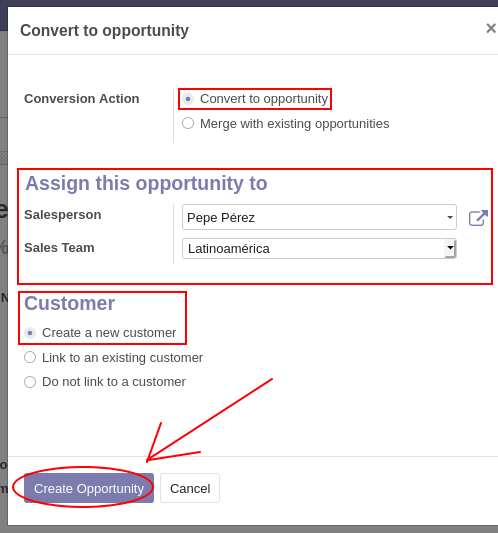 Convert to opportunity ×
Conversion Action
Convert to opportunity
Merge with existing opportunities
Assign this opportunity to
Salesperson Pepe Pérez
Sales Team Latinoamérica
Customer
Create a new customer
Link to an existing customer
Do not link to a customer
Create Opportunity Cancel